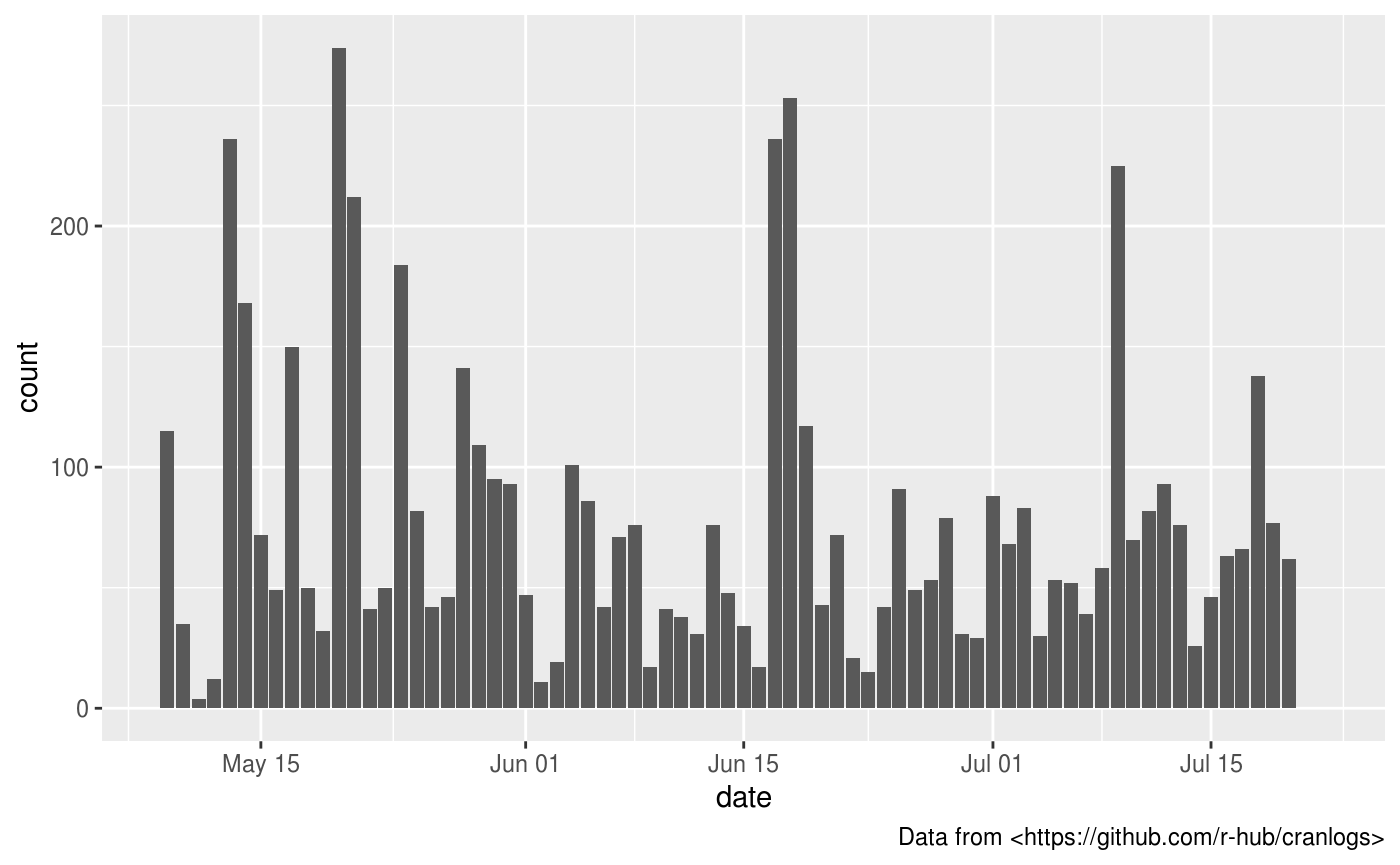 count
200
100
0
May 15
Jun 01
Jun 15
Jul 01
Jul 15
date
Data from <https://github.com/r-hub/cranlogs>